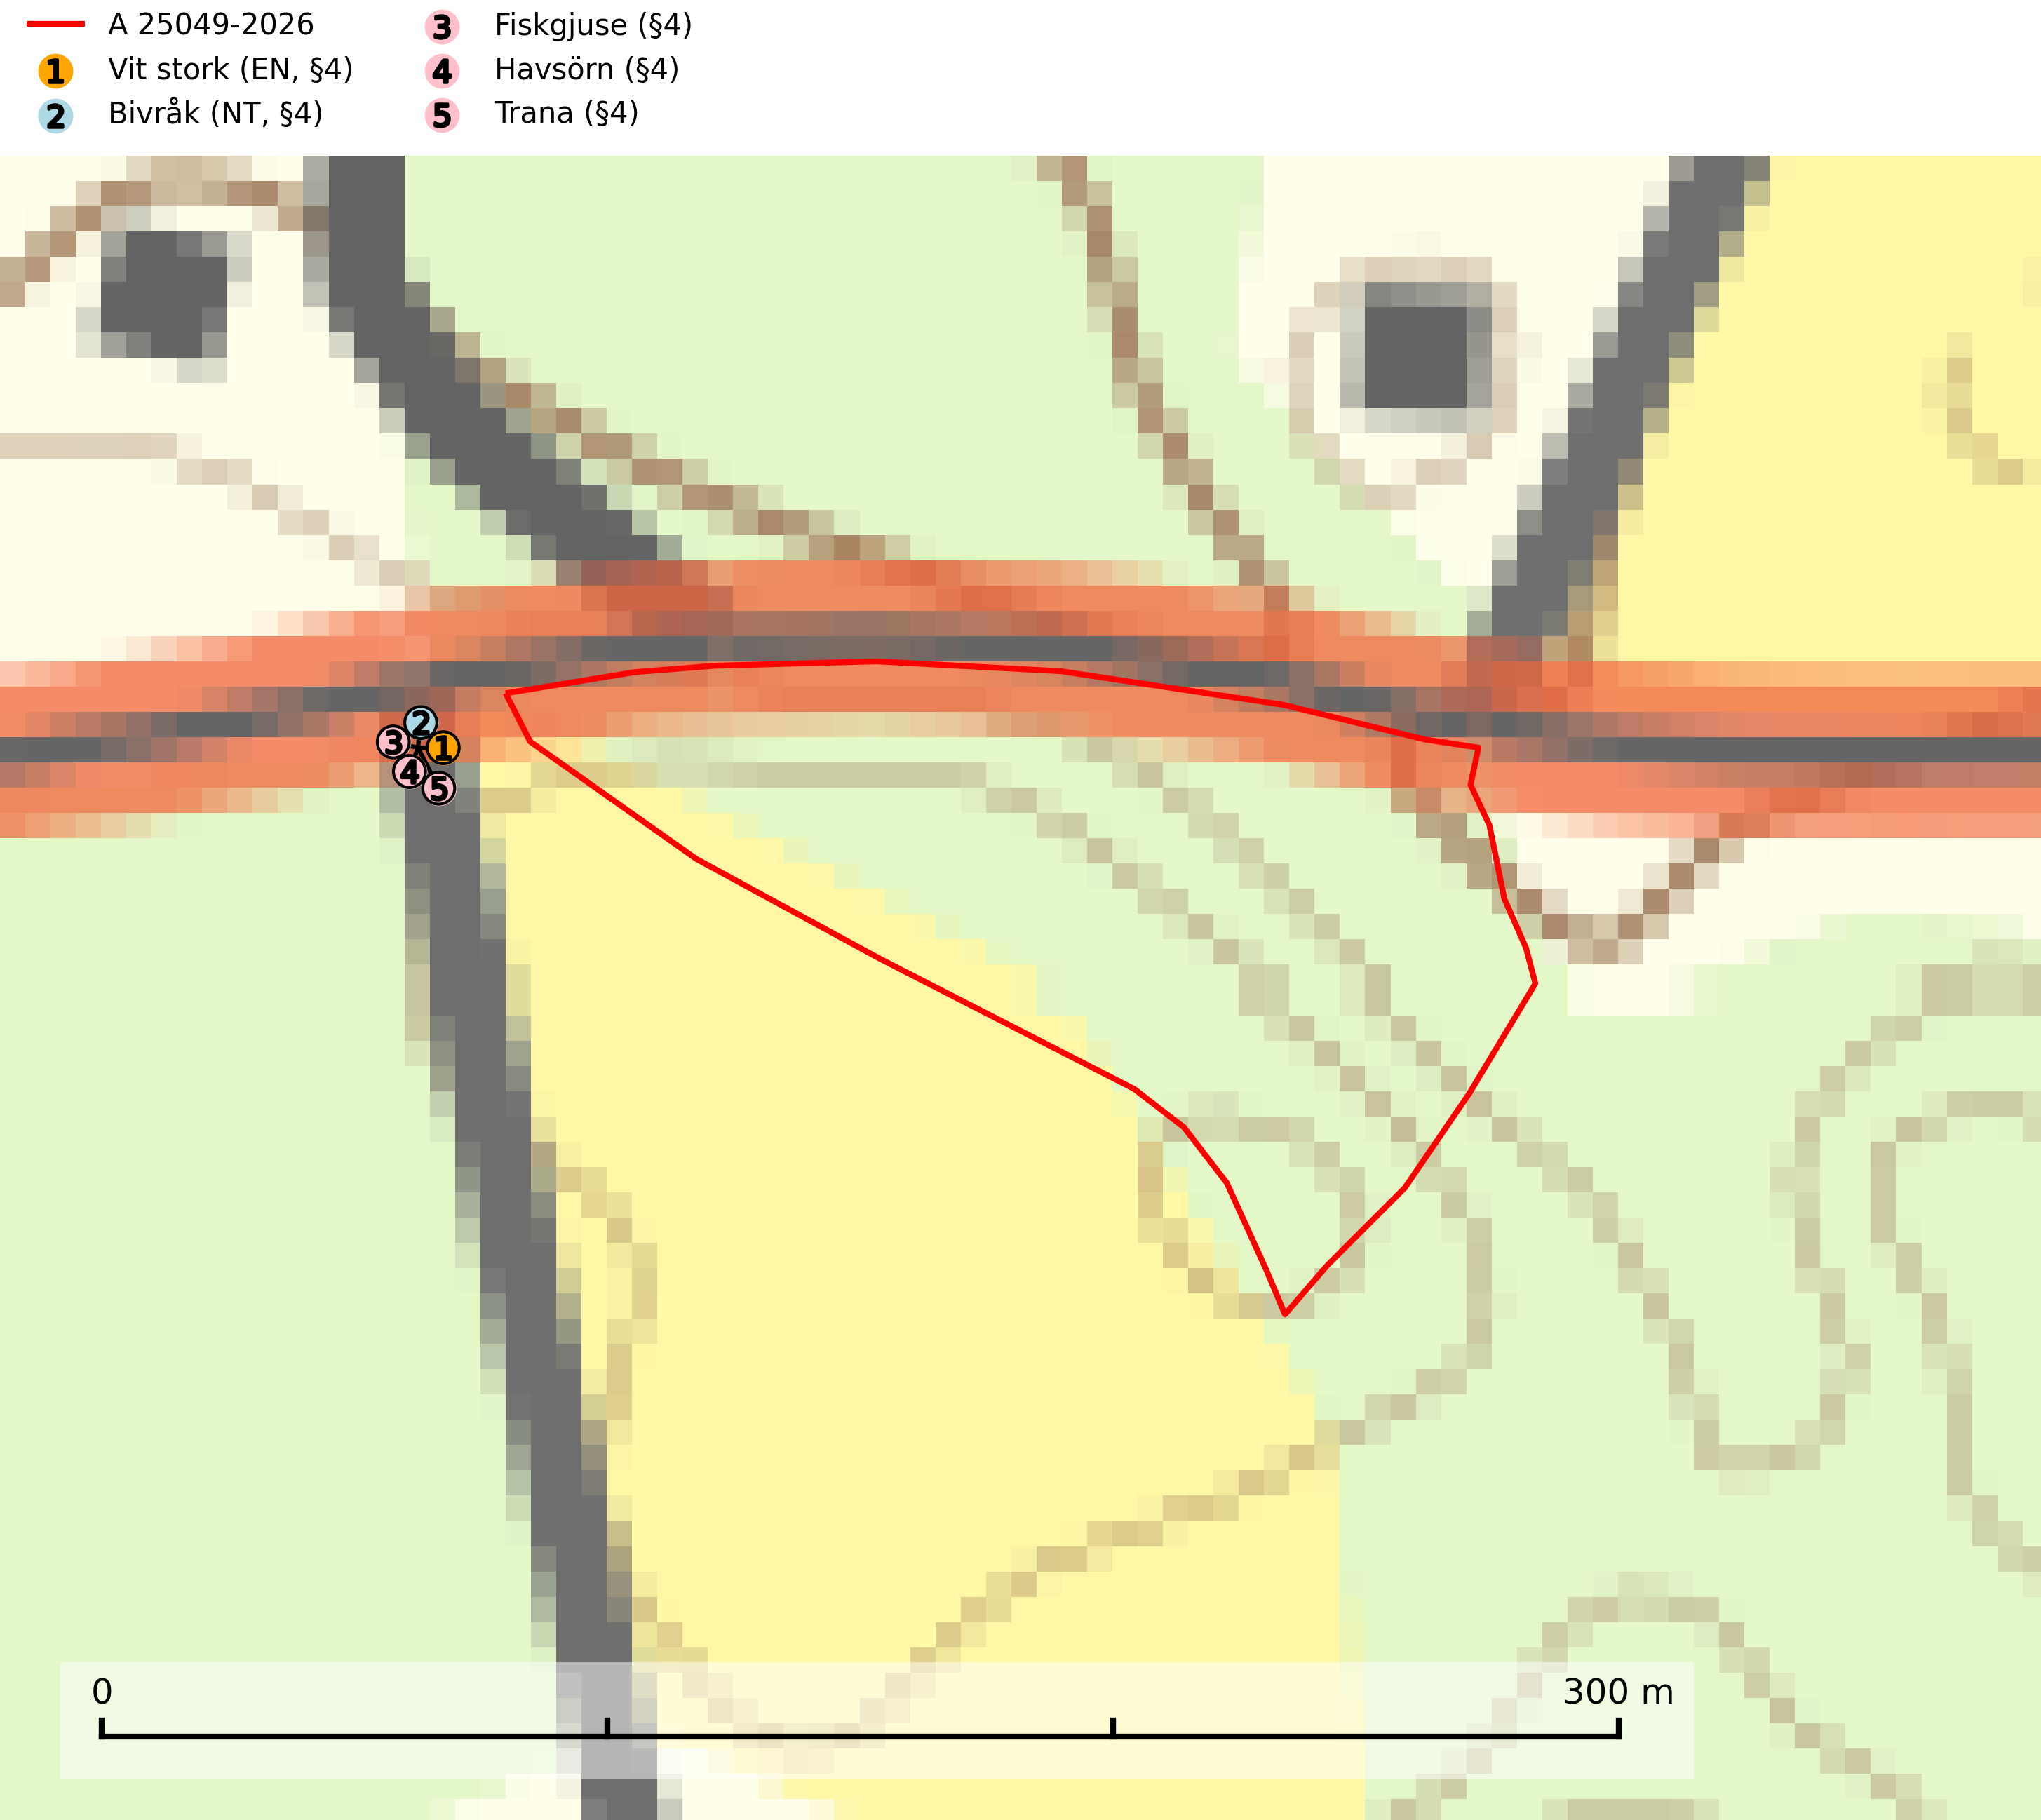 A 25049-2026
1 Vit stork (EN, §4)
2 Bivråk (NT, §4)
3 Fiskgjuse (§4)
4 Havsörn (§4)
5 Trana (§4)
2
3 1
4
5
0 300 m